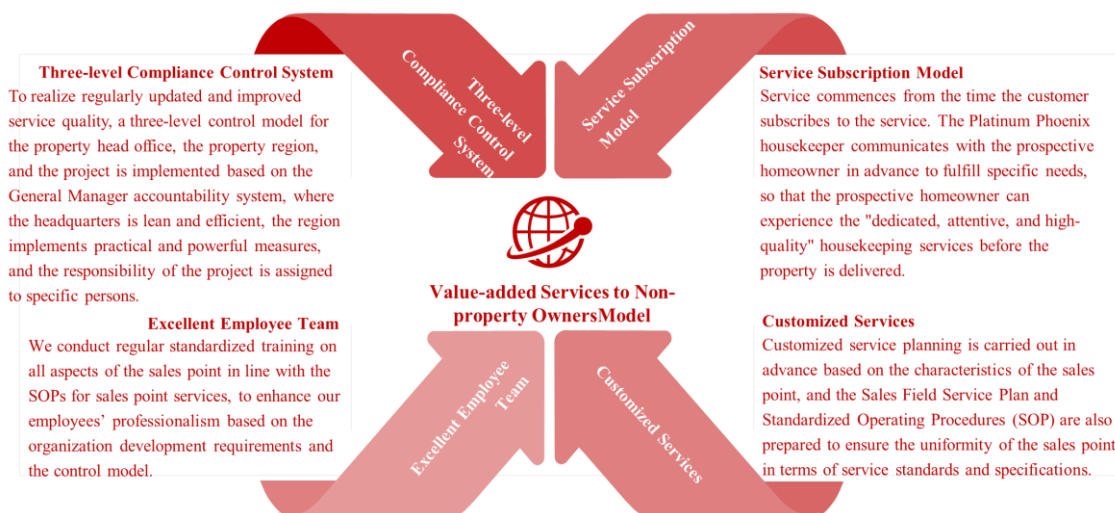 Three-level Compliance Control System
To realize regularly updated and improved
service quality, a three-level control model for
the property head office, the property region,
and the project is implemented based on the
General Manager accountability system, where
the headquarters is lean and efficient, the region
implements practical and powerful measures,
and the responsibility of the project is assigned
to specific persons.
Three-level
Compliance Control
System
Service Subscription
Model
Service Subscription Model
Service commences from the time the customer
subscribes to the service. The Platinum Phoenix
housekeeper communicates with the prospective
homeowner in advance to fulfill specific needs,
so that the prospective homeowner can
experience the "dedicated, attentive, and high-
quality" housekeeping services before the
property is delivered.
Value-added Services to Non-
property OwnersModel
Excellent Employee Team
We conduct regular standardized training on
all aspects of the sales point in line with the
SOPs for sales point services, to enhance our
employees’ professionalism based on the
organization development requirements and
the control model.
Excellent Employee
Team
Customized Services
Customized Services
Customized service planning is carried out in
advance based on the characteristics of the sales
point, and the Sales Field Service Plan and
Standardized Operating Procedures (SOP) are also
prepared to ensure the uniformity of the sales point
in terms of service standards and specifications.